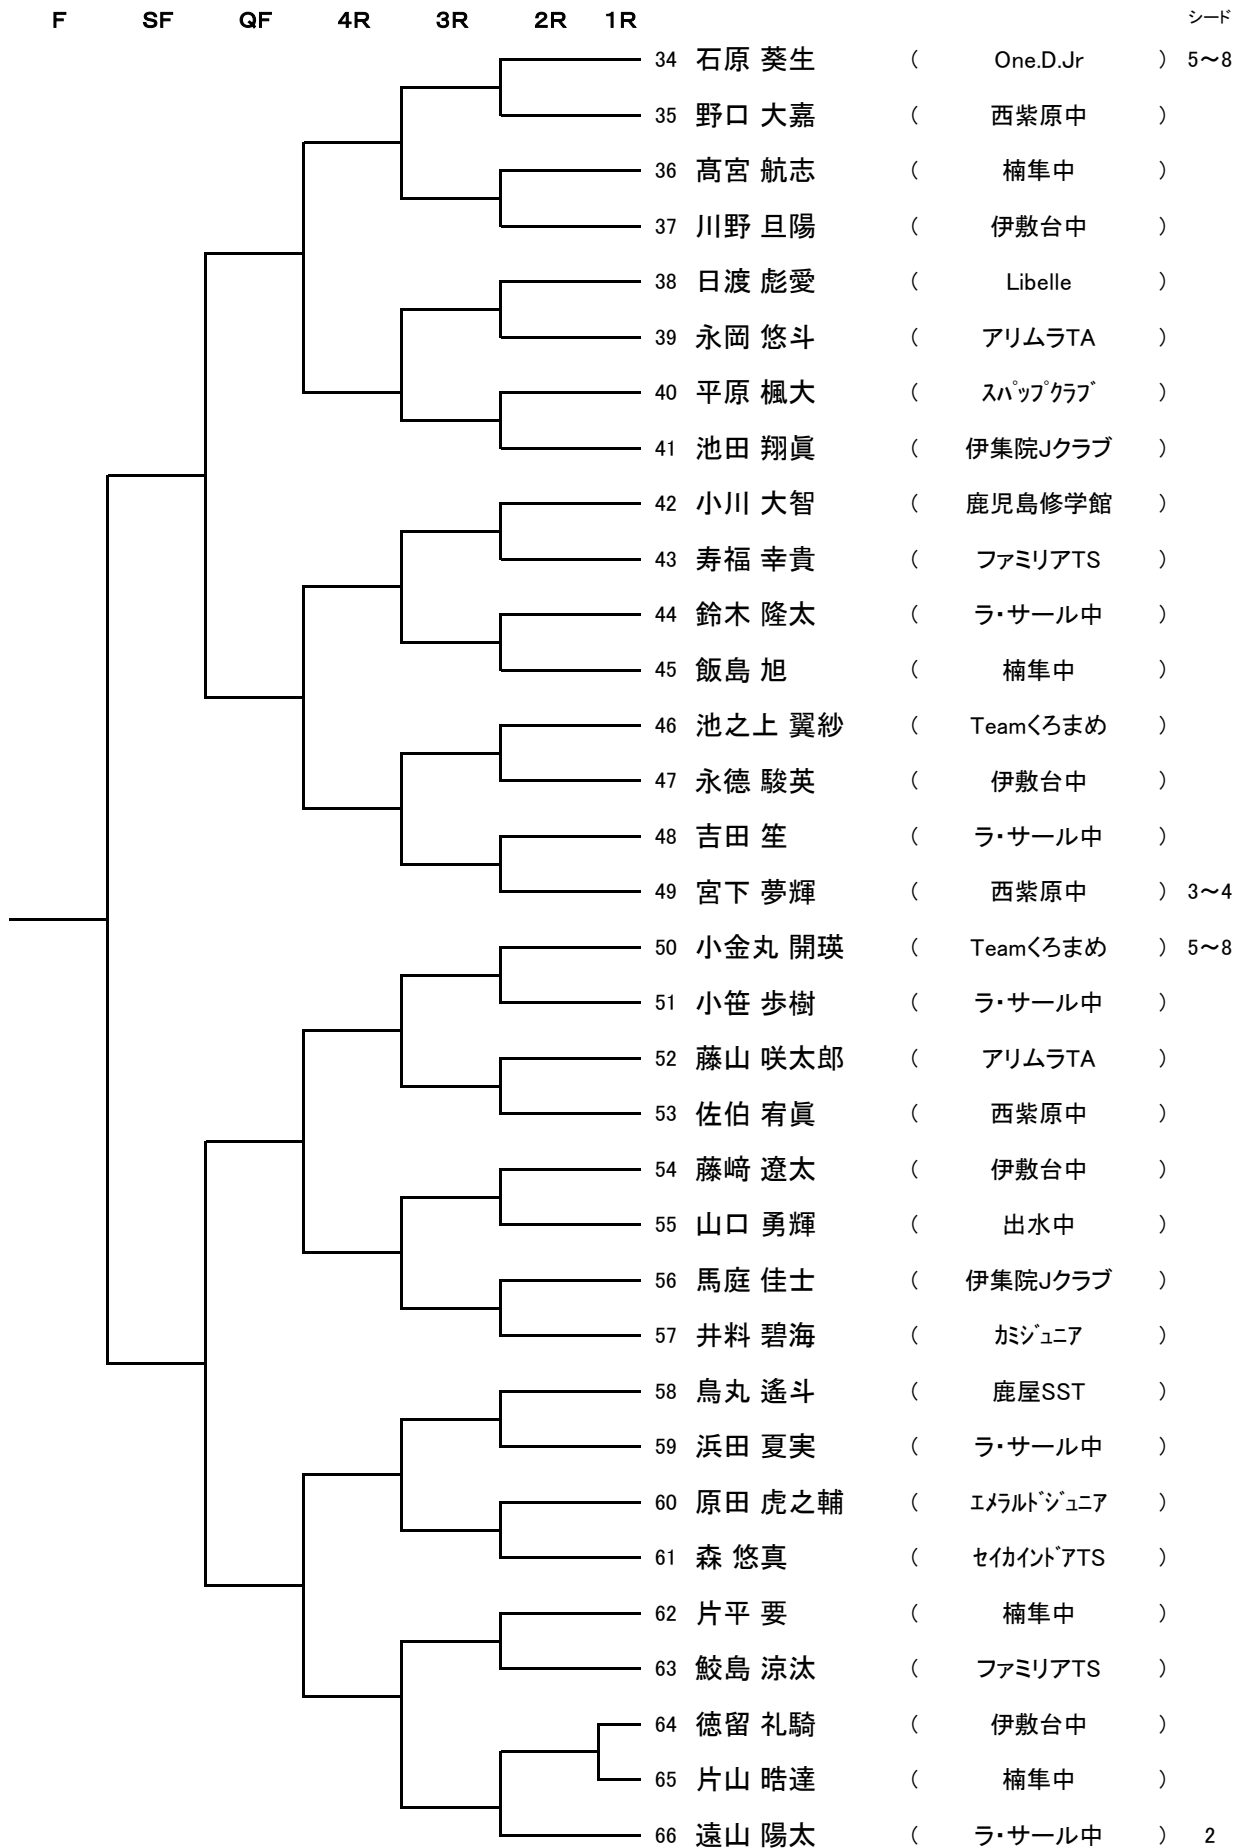 F SF QF 4R 3R 2R 1R シード
34 石原 葵生 ( One.D.Jr ) 5~8
35 野口 大嘉 ( 西紫原中 )
36 髙宮 航志 ( 楠隼中 )
37 川野 旦陽 ( 伊敷台中 )
38 日渡 彪愛 ( Libelle )
39 永岡 悠斗 ( アリムラTA )
40 平原 楓大 ( ｽﾊﾟｯﾌﾟｸﾗﾌﾞ )
41 池田 翔眞 ( 伊集院Jクラブ )
42 小川 大智 ( 鹿児島修学館 )
43 寿福 幸貴 ( ファミリアTS )
44 鈴木 隆太 ( ラ・サール中 )
45 飯島 旭 ( 楠隼中 )
46 池之上 翼紗 ( Teamくろまめ )
47 永德 駿英 ( 伊敷台中 )
48 吉田 笙 ( ラ・サール中 )
49 宮下 夢輝 ( 西紫原中 ) 3~4
50 小金丸 開瑛 ( Teamくろまめ ) 5~8
51 小笹 歩樹 ( ラ・サール中 )
52 藤山 咲太郎 ( アリムラTA )
53 佐伯 宥眞 ( 西紫原中 )
54 藤﨑 遼太 ( 伊敷台中 )
55 山口 勇輝 ( 出水中 )
56 馬庭 佳士 ( 伊集院Jクラブ )
57 井料 碧海 ( ｶﾐｼﾞｭﾆｱ )
58 鳥丸 遙斗 ( 鹿屋SST )
59 浜田 夏実 ( ラ・サール中 )
60 原田 虎之輔 ( ｴﾒﾗﾙﾄﾞｼﾞｭﾆｱ )
61 森 悠真 ( ｾｲｶｲﾝﾄﾞｱTS )
62 片平 要 ( 楠隼中 )
63 鮫島 涼汰 ( ファミリアTS )
64 徳留 礼騎 ( 伊敷台中 )
65 片山 晧達 ( 楠隼中 )
66 遠山 陽太 ( ラ・サール中 ) 2